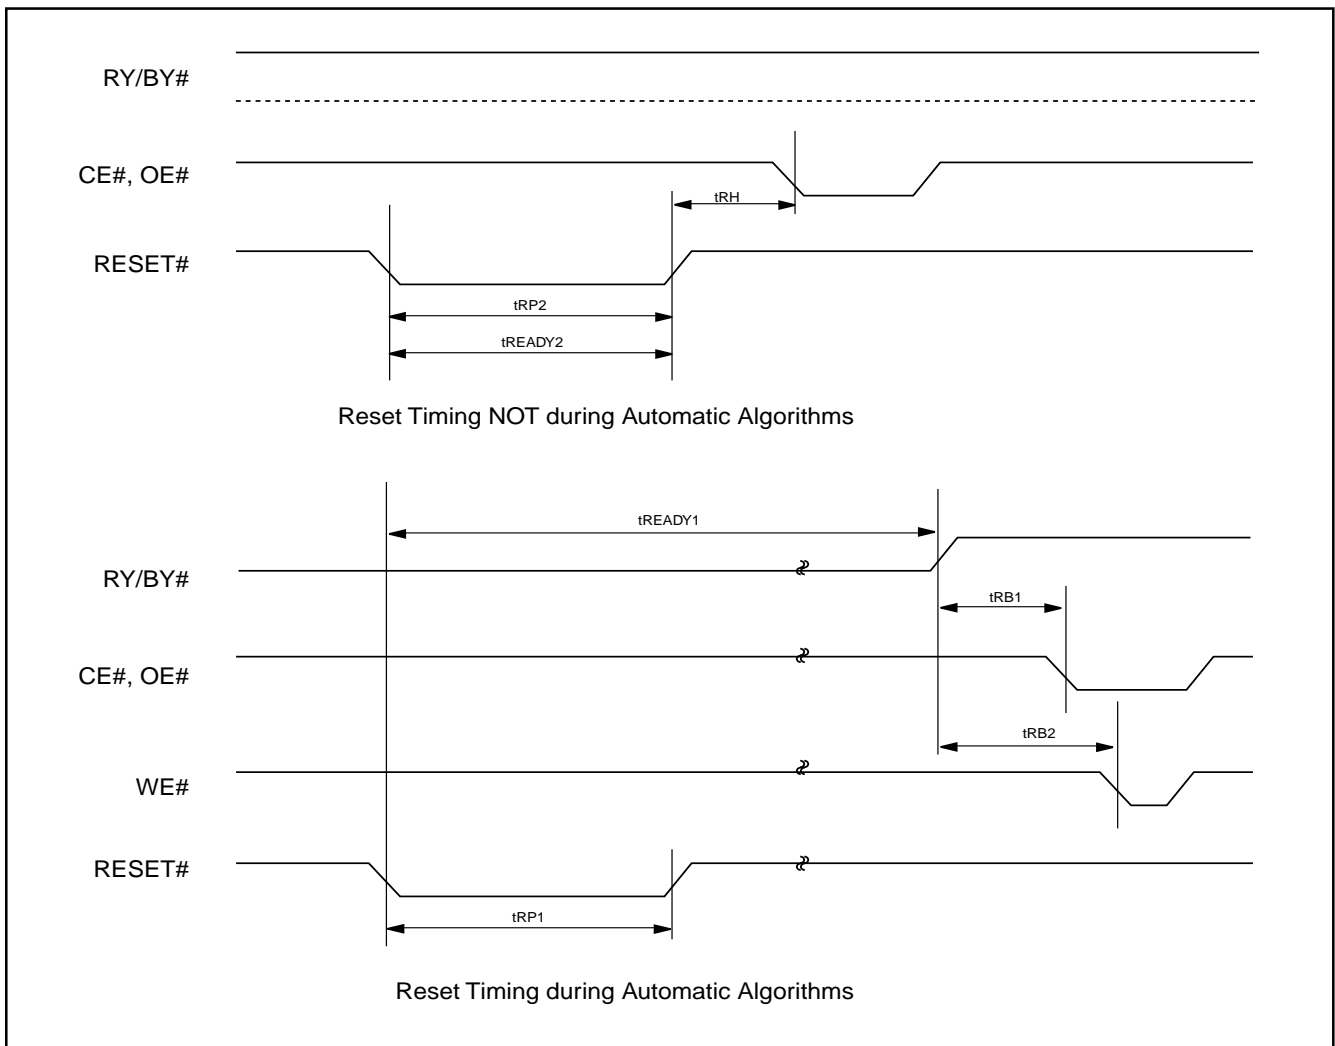 RY/BY#
CE#, OE#
tRH
RESET#
tRP2
tREADY2
Reset Timing NOT during Automatic Algorithms
tREADY1
RY/BY#
tRB1
CE#, OE#
tRB2
WE#
RESET#
tRP1
Reset Timing during Automatic Algorithms